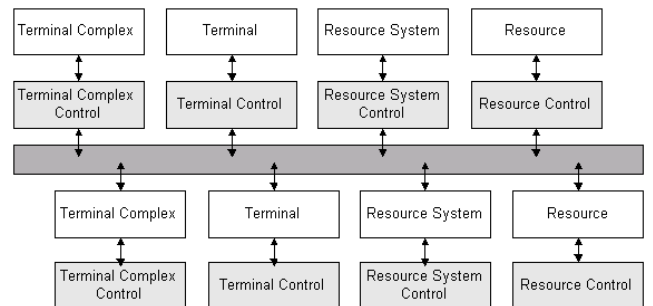 Terminal Complex
Terminal
Resource System
Resource
Terminal Complex
Control
Terminal Control
Resource System
Control
Resource Control
Terminal Complex
Terminal
Resource System
Resource
Terminal Complex
Control
Terminal Control
Resource System
Control
Resource Control